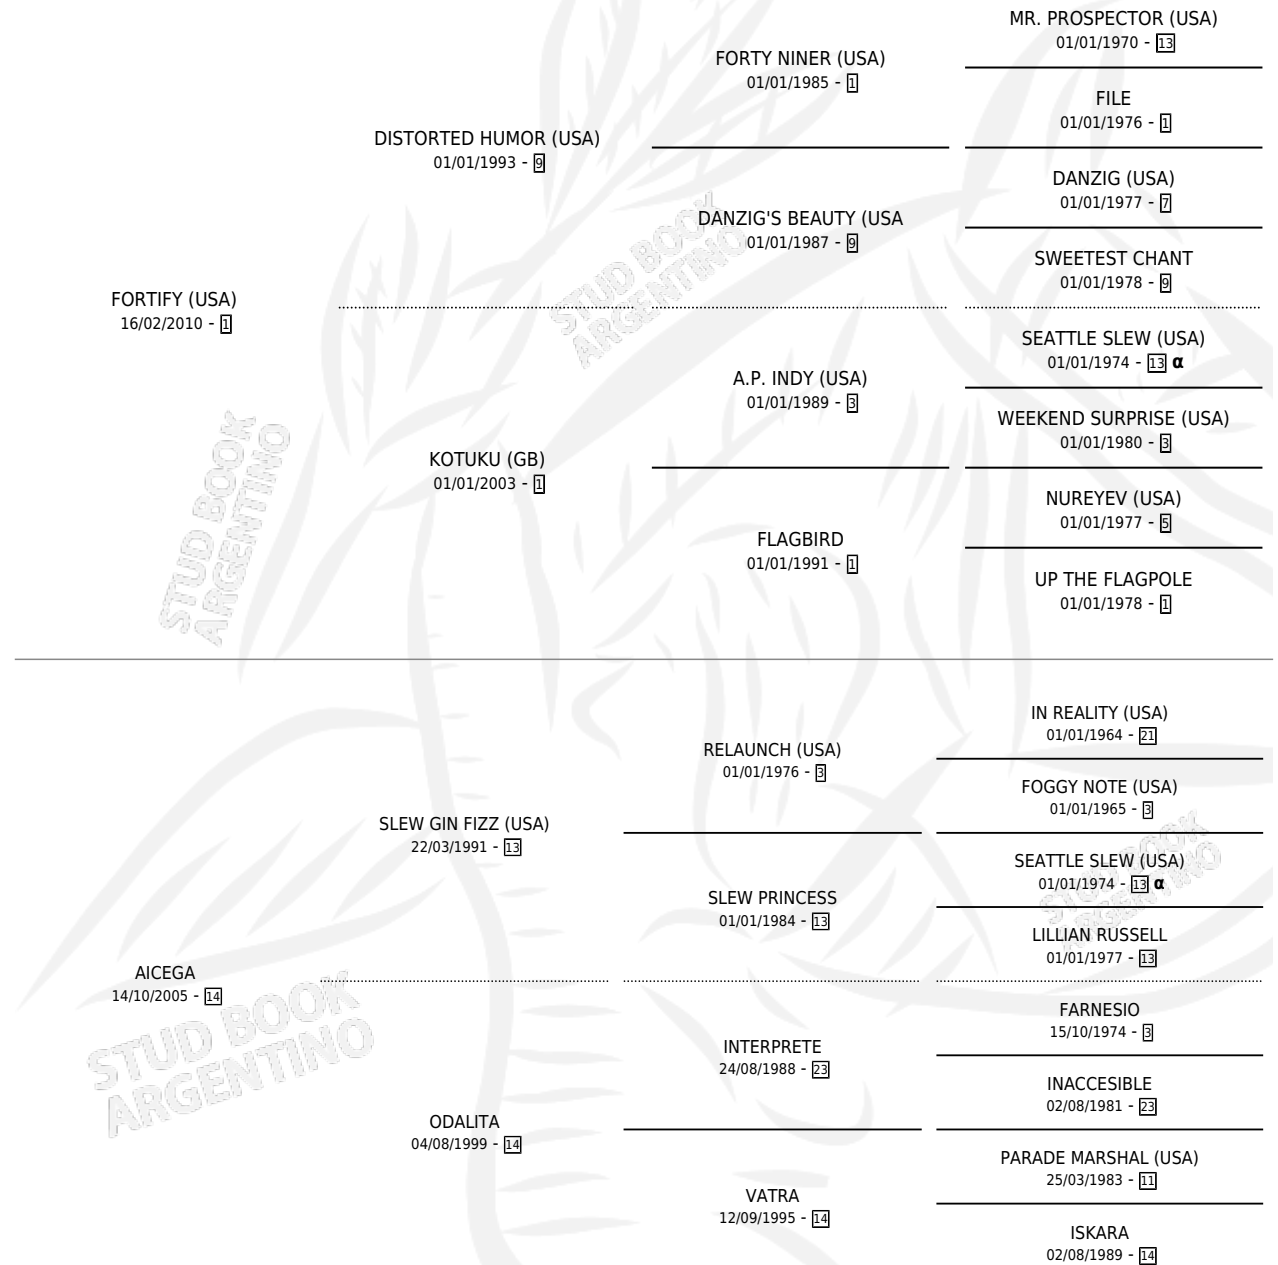 MR. PROSPECTOR (USA)
01/01/1970 - 13
FORTY NINER (USA)
01/01/1985 - 1
FILE
01/01/1976 - 1
DISTORTED HUMOR (USA)
01/01/1993 - 9
DANZIG (USA)
01/01/1977 - 7
DANZIG'S BEAUTY (USA
01/01/1987 - 9
SWEETEST CHANT
01/01/1978 - 9
FORTIFY (USA)
16/02/2010 - 1
SEATTLE SLEW (USA)
01/01/1974 - 13 α
A.P. INDY (USA)
01/01/1989 - 3
WEEKEND SURPRISE (USA)
01/01/1980 - 3
KOTUKU (GB)
01/01/2003 - 1
NUREYEV (USA)
01/01/1977 - 5
FLAGBIRD
01/01/1991 - 1
UP THE FLAGPOLE
01/01/1978 - 1
IN REALITY (USA)
01/01/1964 - 21
RELAUNCH (USA)
01/01/1976 - 3
FOGGY NOTE (USA)
01/01/1965 - 3
SLEW GIN FIZZ (USA)
22/03/1991 - 13
SEATTLE SLEW (USA)
01/01/1974 - 13 α
SLEW PRINCESS
01/01/1984 - 13
LILLIAN RUSSELL
01/01/1977 - 13
AICEGA
14/10/2005 - 14
FARNESIO
15/10/1974 - 3
INTERPRETE
24/08/1988 - 23
INACCESIBLE
02/08/1981 - 23
ODALITA
04/08/1999 - 14
PARADE MARSHAL (USA)
25/03/1983 - 11
VATRA
12/09/1995 - 14
ISKARA
02/08/1989 - 14
STUD BOOK
ARGENTINO
STUD BOOK
ARGENTINO
STUD BOOK
ARGENTINO
STUD BOOK
ARGENTINO